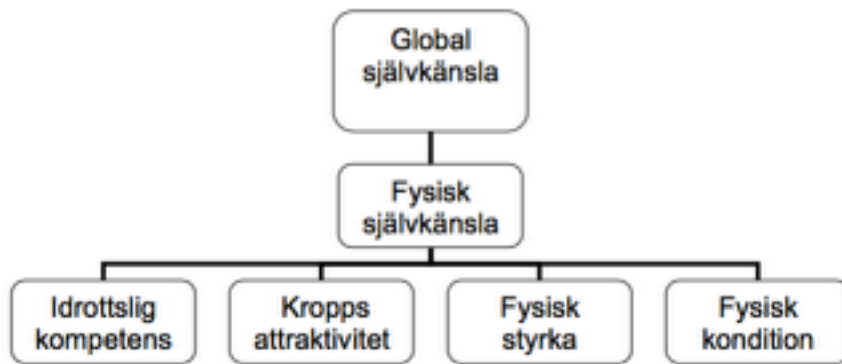 Global
självkänsla
Fysisk
självkänsla
Idrottslig
kompetens
Kropps
attraktivitet
Fysisk
styrka
Fysisk
kondition